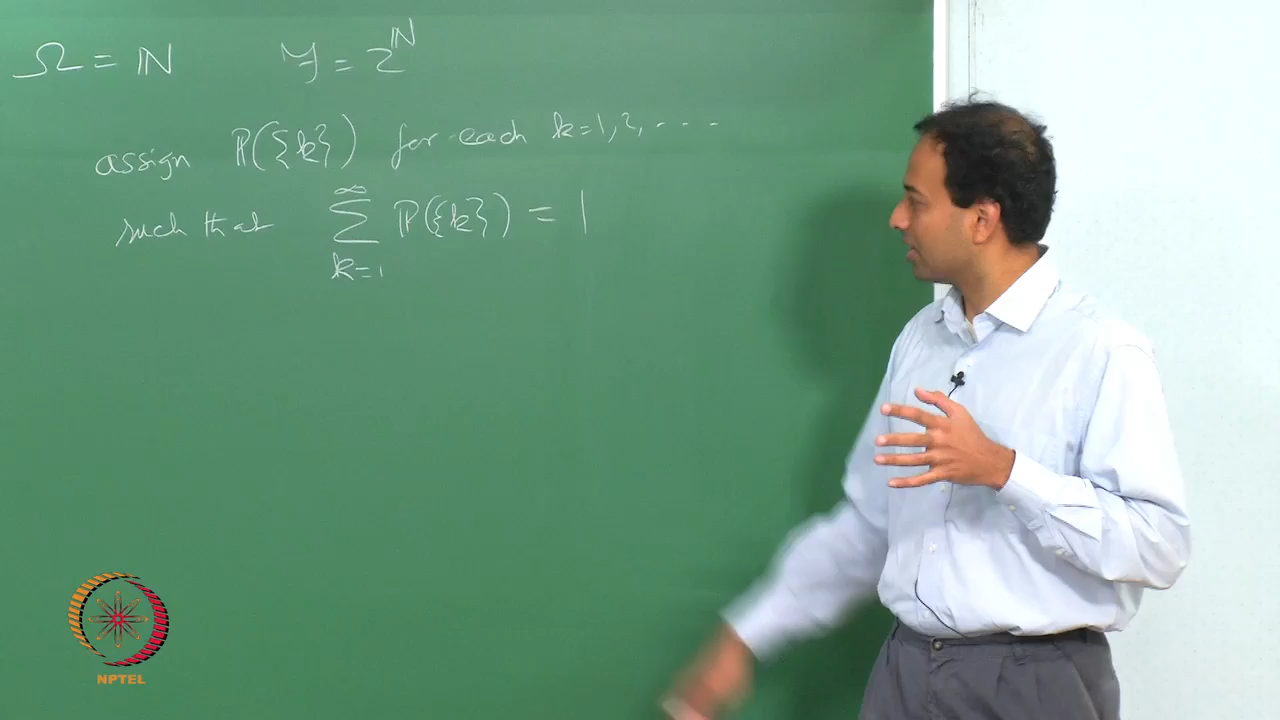 Ω = ℕ ℱ = 2^ℕ
assign ℙ({k}) for each k=1,2,....
such that ∑_{k=1}^{∞} ℙ({k}) = 1
NPTEL